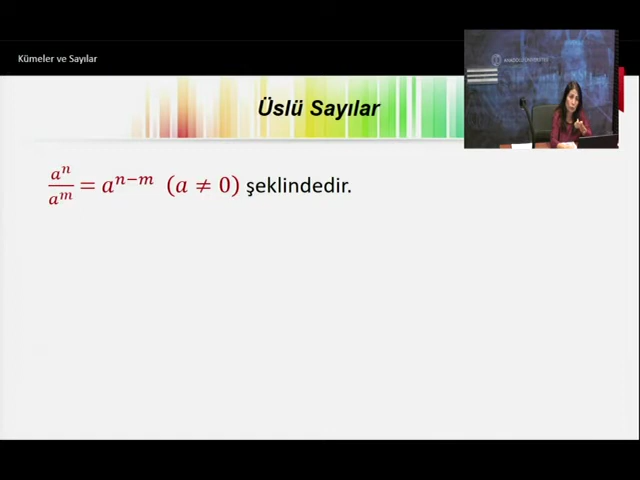 Kümeler ve Sayılar
ANADOLU ÜNİVERSİTESİ
Üslü Sayılar
aⁿ/aᵐ = aⁿ⁻ᵐ (a ≠ 0) şeklindedir.